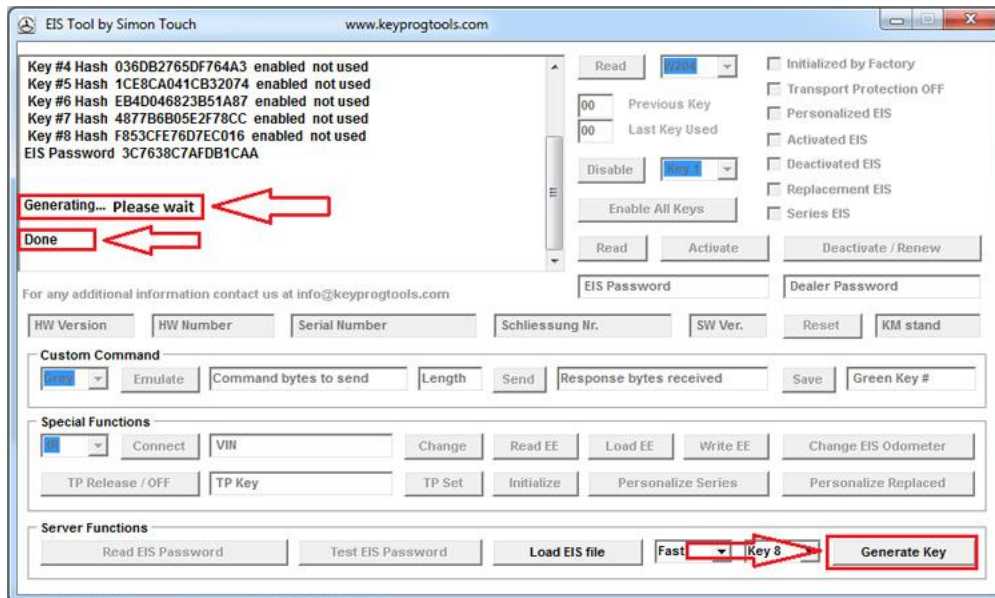 EIS Tool by Simon Touch www.keyprogtools.com
Key #4 Hash 036DB2765DF764A3 enabled not used
Key #5 Hash 1CE8CA041CB32074 enabled not used
Key #6 Hash EB4D046823B51A87 enabled not used
Key #7 Hash 4877B6B05E2F78CC enabled not used
Key #8 Hash F853CFE76D7EC016 enabled not used
EIS Password 3C7638C7AFDB1CAA
Generating... Please wait
Done
Read W204
00 Previous Key
00 Last Key Used
Disable Key 1
Enable All Keys
Initialized by Factory
Transport Protection OFF
Personalized EIS
Activated EIS
Deactivated EIS
Replacement EIS
Series EIS
Read Activate Deactivate / Renew
For any additional information contact us at info@keyprogtools.com
EIS Password Dealer Password
HW Version HW Number Serial Number Schliessung Nr. SW Ver. Reset KM stand
Custom Command
Grey Emulate Command bytes to send Length Send Response bytes received Save Green Key #
Special Functions
IR Connect VIN Change Read EE Load EE Write EE Change EIS Odometer
TP Release / OFF TP Key TP Set Initialize Personalize Series Personalize Replaced
Server Functions
Read EIS Password Test EIS Password Load EIS file Fast Key 8 Generate Key